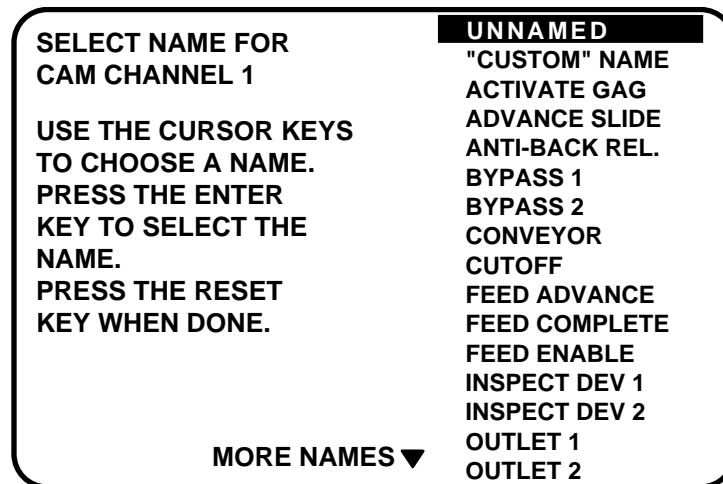 SELECT NAME FOR
CAM CHANNEL 1
USE THE CURSOR KEYS
TO CHOOSE A NAME.
PRESS THE ENTER
KEY TO SELECT THE
NAME.
PRESS THE RESET
KEY WHEN DONE.
MORE NAMES
UNNAMED
"CUSTOM" NAME
ACTIVATE GAG
ADVANCE SLIDE
ANTI-BACK REL.
BYPASS 1
BYPASS 2
CONVEYOR
CUTOFF
FEED ADVANCE
FEED COMPLETE
FEED ENABLE
INSPECT DEV 1
INSPECT DEV 2
OUTLET 1
OUTLET 2